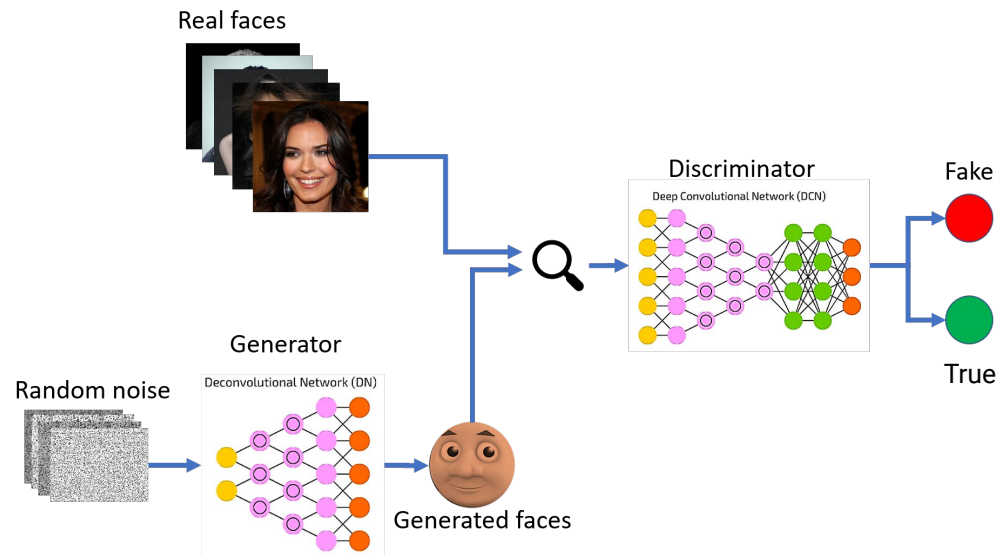 Real faces
Discriminator
Deep Convolutional Network (DCN)
Fake
True
Generator
Deconvolutional Network (DN)
Random noise
Generated faces